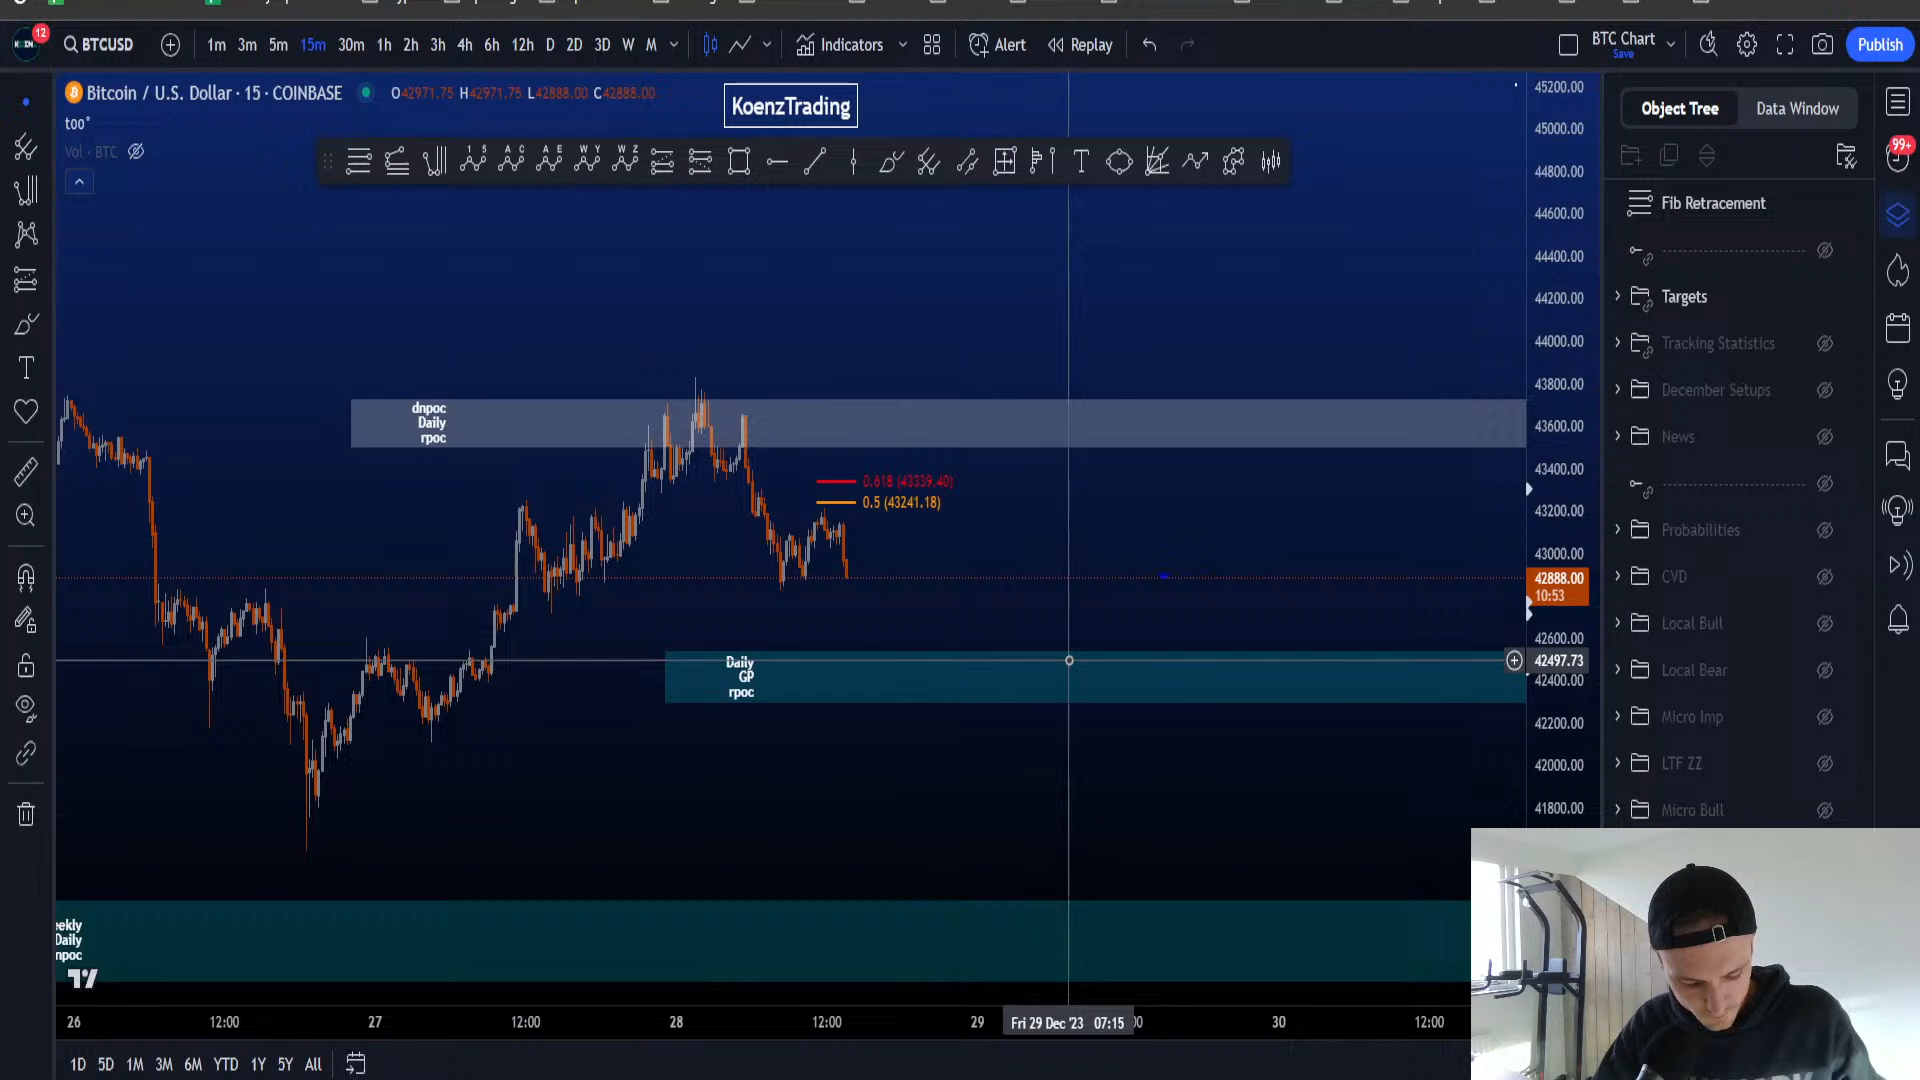 12
BTCUSD
1m 3m 5m 15m 30m 1h 2h 3h 4h 6h 12h D 2D 3D W M
Indicators
Alert
Replay
BTC Chart
Save
Publish
Bitcoin / U.S. Dollar · 15 · COINBASE
O42971.75 H42971.75 L42888.00 C42888.00
KoenzTrading
too°
Vol · BTC
Object Tree
Data Window
99+
Fib Retracement
Targets
Tracking Statistics
December Setups
News
Probabilities
CVD
Local Bull
Local Bear
Micro Imp
LTF ZZ
Micro Bull
45200.00
45000.00
44800.00
44600.00
44400.00
44200.00
44000.00
43800.00
43600.00
43400.00
43200.00
43000.00
42888.00
10:53
42600.00
42497.73
42400.00
42200.00
42000.00
41800.00
dnpoc
Daily
rpoc
0.618 (43339.40)
0.5 (43241.18)
Daily
GP
rpoc
eekly
Daily
npoc
26 12:00 27 12:00 28 12:00 29 Fri 29 Dec '23 07:15 30 12:00
1D 5D 1M 3M 6M YTD 1Y 5Y All